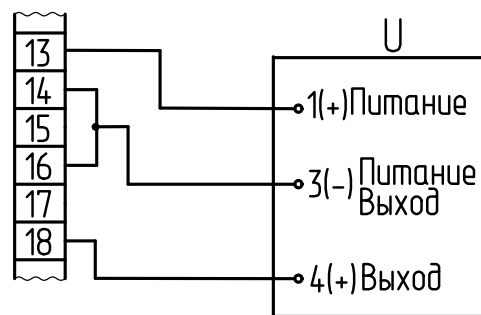 U
13
14
15
16
17
18
1(+)Питание
3(-) Питание
Выход
4(+)Выход